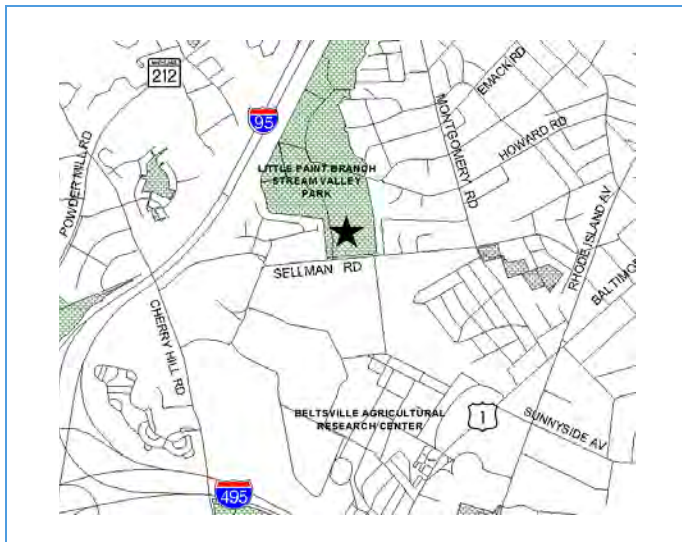 MARYLAND
212
95
EMACK RD
MONTGOMERY RD
HOWARD RD
POWDER MILL RD
LITTLE PAINT BRANCH
STREAM VALLEY
PARK
RHODE ISLAND AV
BALTIMO
SELLMAN RD
CHERRY HILL RD
BELTSVILLE AGRICULTURAL
RESEARCH CENTER
1
SUNNYSIDE AV
495